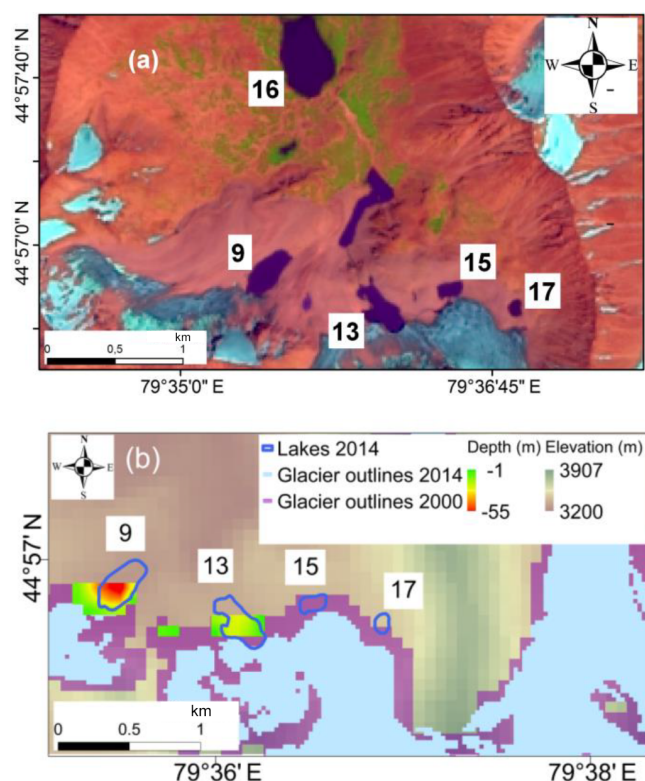 (a)
16
N
W E
S
44°57'40" N
44°57'0" N
9
15
17
13
km
0 0,5 1
79°35'0" E
79°36'45" E
(b)
N
W E
S
Lakes 2014
Glacier outlines 2014
Glacier outlines 2000
Depth (m)
-1
-55
Elevation (m)
3907
3200
9
13
15
17
44°57' N
km
0 0.5 1
79°36' E
79°38' E